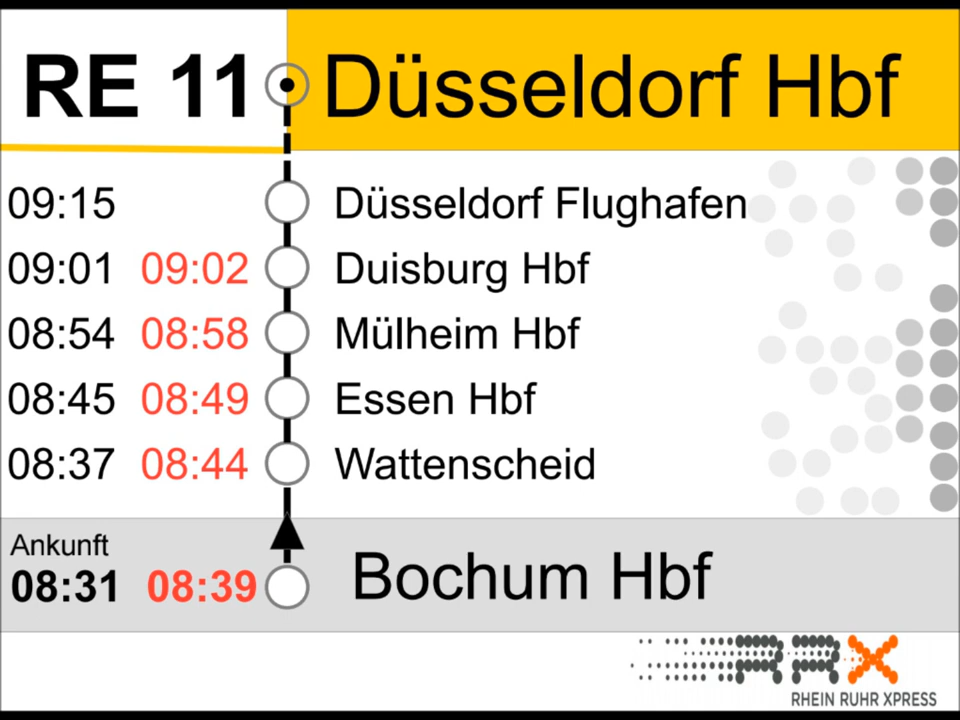 RE 11 Düsseldorf Hbf
09:15 Düsseldorf Flughafen
09:01 09:02 Duisburg Hbf
08:54 08:58 Mülheim Hbf
08:45 08:49 Essen Hbf
08:37 08:44 Wattenscheid
Ankunft
08:31 08:39 Bochum Hbf
RRX
RHEIN RUHR XPRESS